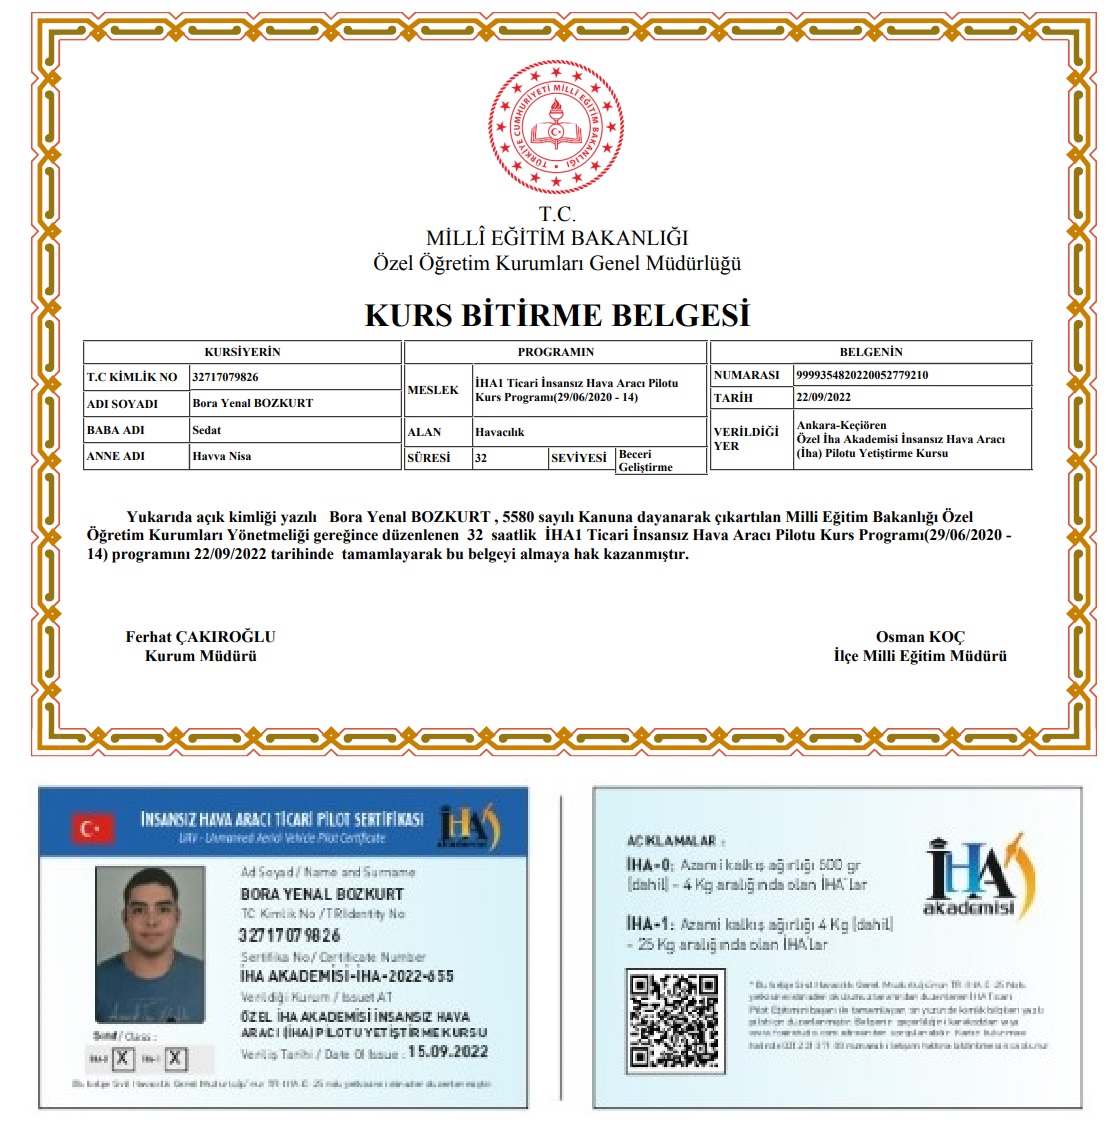 TÜRKİYE CUMHURİYETİ MİLLÎ EĞİTİM BAKANLIĞI
T.C.
MİLLÎ EĞİTİM BAKANLIĞI
Özel Öğretim Kurumları Genel Müdürlüğü
KURS BİTİRME BELGESİ
KURSİYERİN
T.C KİMLİK NO 32717079826
ADI SOYADI Bora Yenal BOZKURT
BABA ADI Sedat
ANNE ADI Havva Nisa
PROGRAMIN
MESLEK İHA1 Ticari İnsansız Hava Aracı Pilotu
Kurs Programı(29/06/2020 - 14)
ALAN Havacılık
SÜRESİ 32 SEVİYESİ Beceri
Geliştirme
BELGENİN
NUMARASI 9999354820220052779210
TARİH 22/09/2022
VERİLDİĞİ
YER
Ankara-Keçiören
Özel İha Akademisi İnsansız Hava Aracı
(İha) Pilotu Yetiştirme Kursu
Yukarıda açık kimliği yazılı Bora Yenal BOZKURT , 5580 sayılı Kanuna dayanarak çıkartılan Milli Eğitim Bakanlığı Özel
Öğretim Kurumları Yönetmeliği gereğince düzenlenen 32 saatlik İHA1 Ticari İnsansız Hava Aracı Pilotu Kurs Programı(29/06/2020 -
14) programını 22/09/2022 tarihinde tamamlayarak bu belgeyi almaya hak kazanmıştır.
Ferhat ÇAKIROĞLU
Kurum Müdürü
Osman KOÇ
İlçe Milli Eğitim Müdürü
İNSANSIZ HAVA ARACI TİCARİ PİLOT SERTİFİKASI
UAV - Unmanned Aerial Vehicle Pilot Certificate
İHA
akademisi
Ad Soyad / Name and Surname
BORA YENAL BOZKURT
TC Kimlik No / TR Identity No
32717079826
Sertifika No / Certificate Number
İHA AKADEMİSİ-İHA-2022-655
Verildiği Kurum / Issuet AT
ÖZEL İHA AKADEMİSİ İNSANSIZ HAVA
ARACI (İHA) PİLOTU YETİŞTİRME KURSU
Veriliş Tarihi / Date Of Issue : 15.09.2022
Sınıf / Class :
İHA-0 X İHA-1 X
Bu belge Sivil Havacılık Genel Müdürlüğü'nün
AÇIKLAMALAR :
İHA-0: Azami kalkış ağırlığı 500 gr
(dahil) - 4 Kg aralığında olan İHA'lar
İHA-1: Azami kalkış ağırlığı 4 Kg (dahil)
- 25 Kg aralığında olan İHA'lar
İHA
akademisi
* Bu belge Sivil Havacılık Genel Müdürlüğü'nün